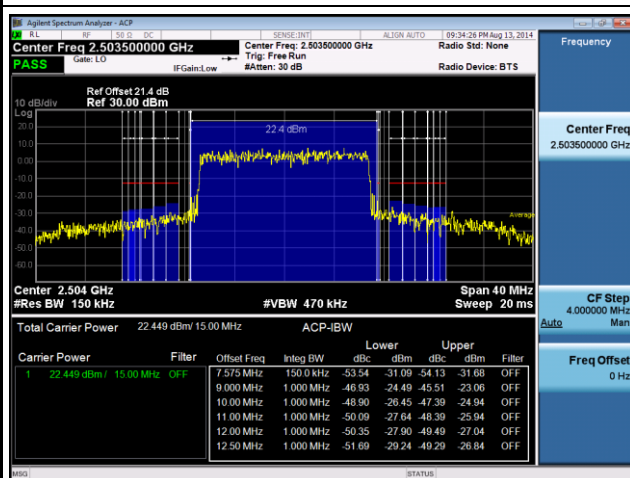 Agilent Spectrum Analyzer - ACP
RL RF 50 Ω DC SENSE:INT ALIGN AUTO 09:34:26 PM Aug 13, 2014
Center Freq 2.503500000 GHz Center Freq: 2.503500000 GHz Radio Std: None Frequency
PASS Gate: LO Trig: Free Run
IFGain:Low #Atten: 30 dB Radio Device: BTS
Ref Offset 21.4 dB
10 dB/div Ref 30.00 dBm
Log
20.0
10.0
0.00
-10.0
-20.0
-30.0
-40.0
-50.0
-60.0
22.4 dBm
Average
Center Freq
2.503500000 GHz
Center 2.504 GHz Span 40 MHz
#Res BW 150 kHz #VBW 470 kHz Sweep 20 ms
CF Step
4.000000 MHz
Auto Man
Freq Offset
0 Hz
Total Carrier Power 22.449 dBm/ 15.00 MHz ACP-IBW
Lower Upper
Carrier Power Filter Offset Freq Integ BW dBc dBm dBc dBm Filter
1 22.449 dBm / 15.00 MHz OFF 7.575 MHz 150.0 kHz -53.54 -31.09 -54.13 -31.68 OFF
9.000 MHz 1.000 MHz -46.93 -24.49 -45.51 -23.06 OFF
10.00 MHz 1.000 MHz -48.90 -26.45 -47.39 -24.94 OFF
11.00 MHz 1.000 MHz -50.09 -27.64 -48.39 -25.94 OFF
12.00 MHz 1.000 MHz -50.35 -27.90 -49.49 -27.04 OFF
12.50 MHz 1.000 MHz -51.69 -29.24 -49.29 -26.84 OFF
MSG STATUS